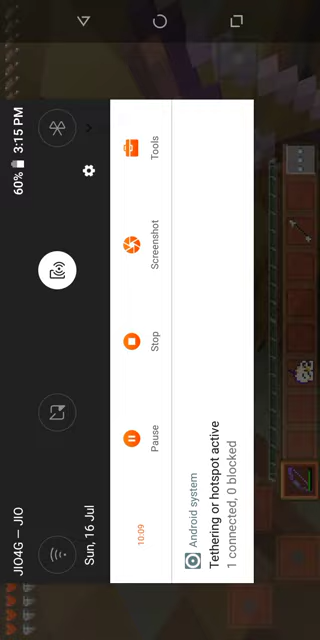 JIO4G — JIO
60%
3:15 PM
Sun, 16 Jul
10:09
Pause
Stop
Screenshot
Tools
Android system
Tethering or hotspot active
1 connected, 0 blocked